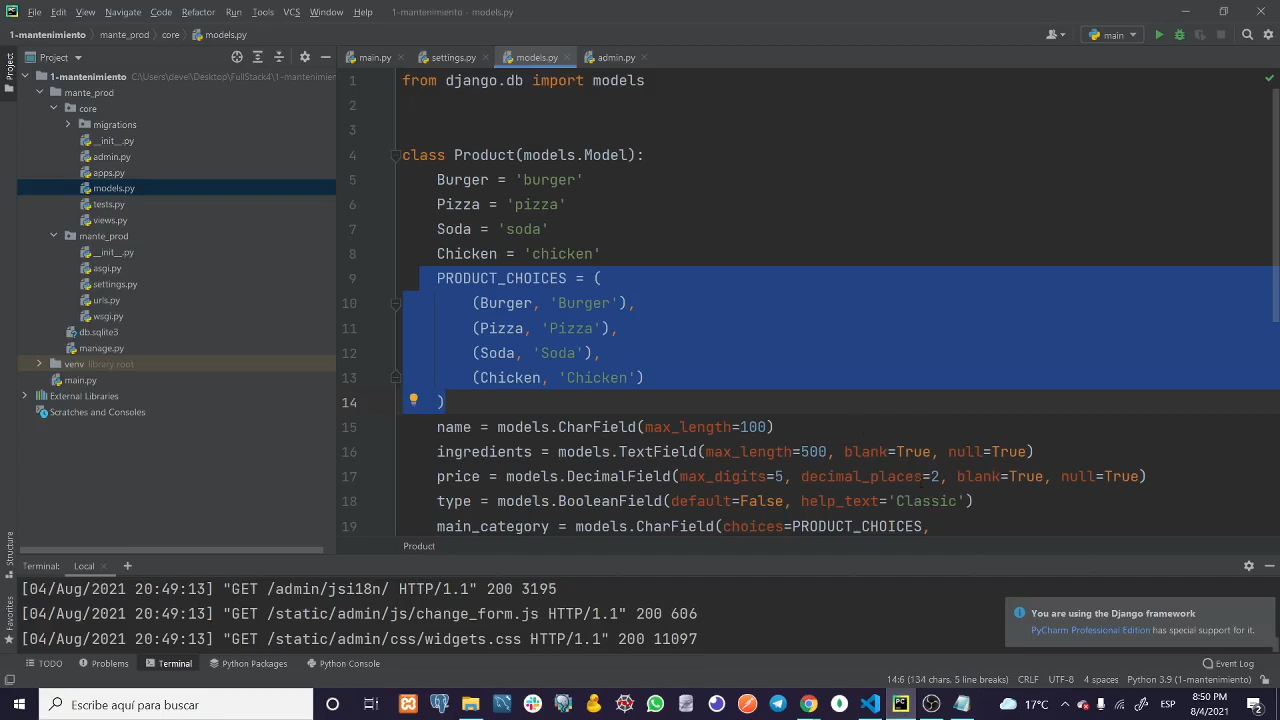 File Edit View Navigate Code Refactor Run Tools VCS Window Help 1-mantenimiento - models.py
1-mantenimiento mante_prod core models.py
main
Project
Project
main.py settings.py models.py admin.py
1-mantenimiento C:\Users\deve\Desktop\FullStack4\1-mantenimien
mante_prod
core
migrations
__init__.py
admin.py
apps.py
models.py
tests.py
views.py
mante_prod
__init__.py
asgi.py
settings.py
urls.py
wsgi.py
db.sqlite3
manage.py
venv library root
main.py
External Libraries
Scratches and Consoles
1 from django.db import models
2
3
4 class Product(models.Model):
5 Burger = 'burger'
6 Pizza = 'pizza'
7 Soda = 'soda'
8 Chicken = 'chicken'
9 PRODUCT_CHOICES = (
10 (Burger, 'Burger'),
11 (Pizza, 'Pizza'),
12 (Soda, 'Soda'),
13 (Chicken, 'Chicken')
14 )
15 name = models.CharField(max_length=100)
16 ingredients = models.TextField(max_length=500, blank=True, null=True)
17 price = models.DecimalField(max_digits=5, decimal_places=2, blank=True, null=True)
18 type = models.BooleanField(default=False, help_text='Classic')
19 main_category = models.CharField(choices=PRODUCT_CHOICES,
Product
Structure
Favorites
Terminal: Local
[04/Aug/2021 20:49:13] "GET /admin/jsi18n/ HTTP/1.1" 200 3195
[04/Aug/2021 20:49:13] "GET /static/admin/js/change_form.js HTTP/1.1" 200 606
[04/Aug/2021 20:49:13] "GET /static/admin/css/widgets.css HTTP/1.1" 200 11097
You are using the Django framework
PyCharm Professional Edition has special support for it.
TODO Problems Terminal Python Packages Python Console Event Log
14:6 (134 chars, 5 line breaks) CRLF UTF-8 4 spaces Python 3.9 (1-mantenimiento)
Escribe aquí para buscar
17°C ESP 8:50 PM
8/4/2021
2